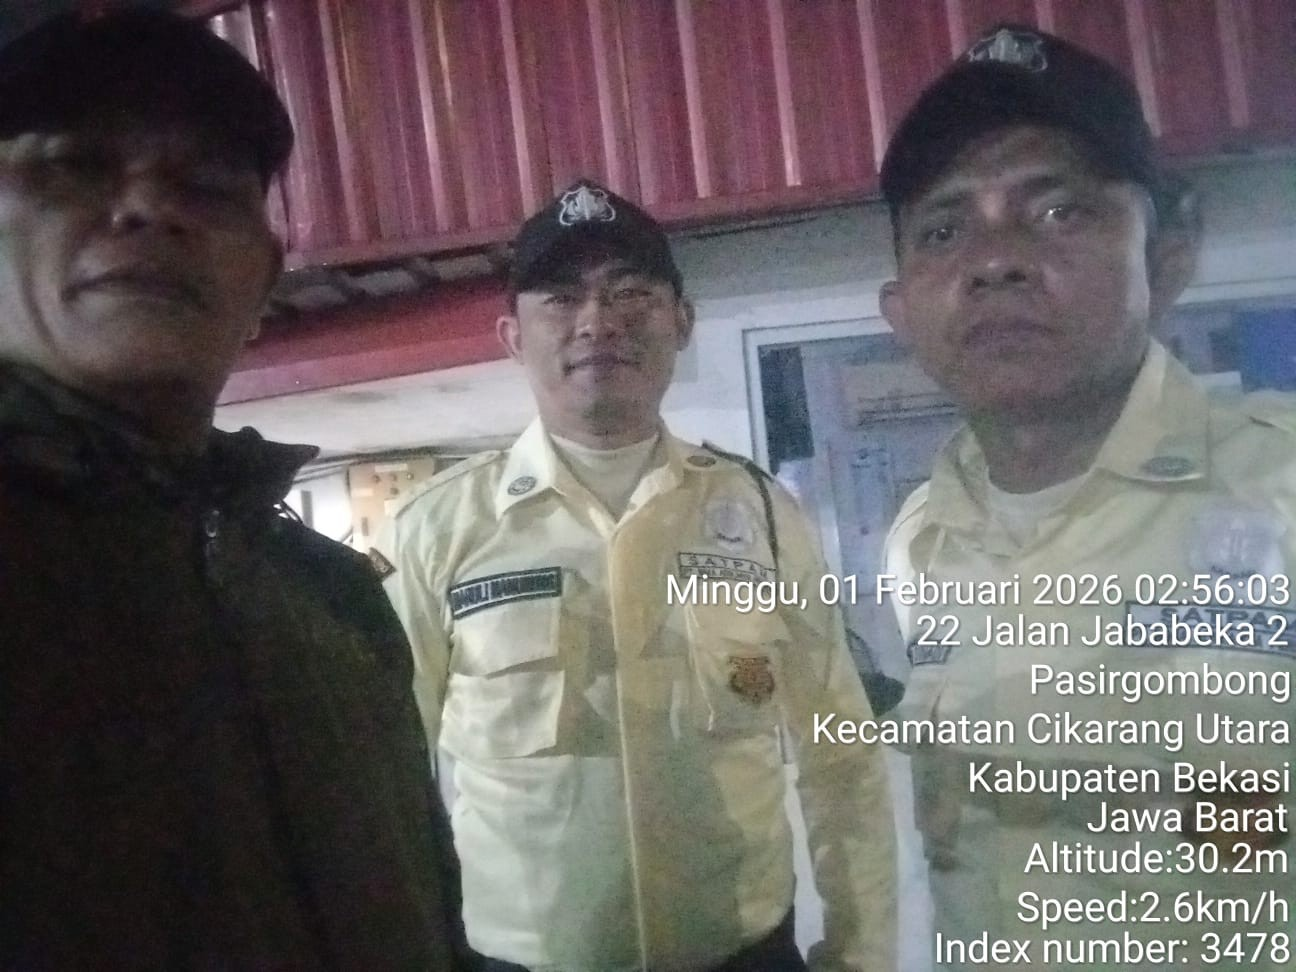 SATPAM
SATPA
Minggu, 01 Februari 2026 02:56:03
22 Jalan Jababeka 2
Pasirgombong
Kecamatan Cikarang Utara
Kabupaten Bekasi
Jawa Barat
Altitude:30.2m
Speed:2.6km/h
Index number: 3478